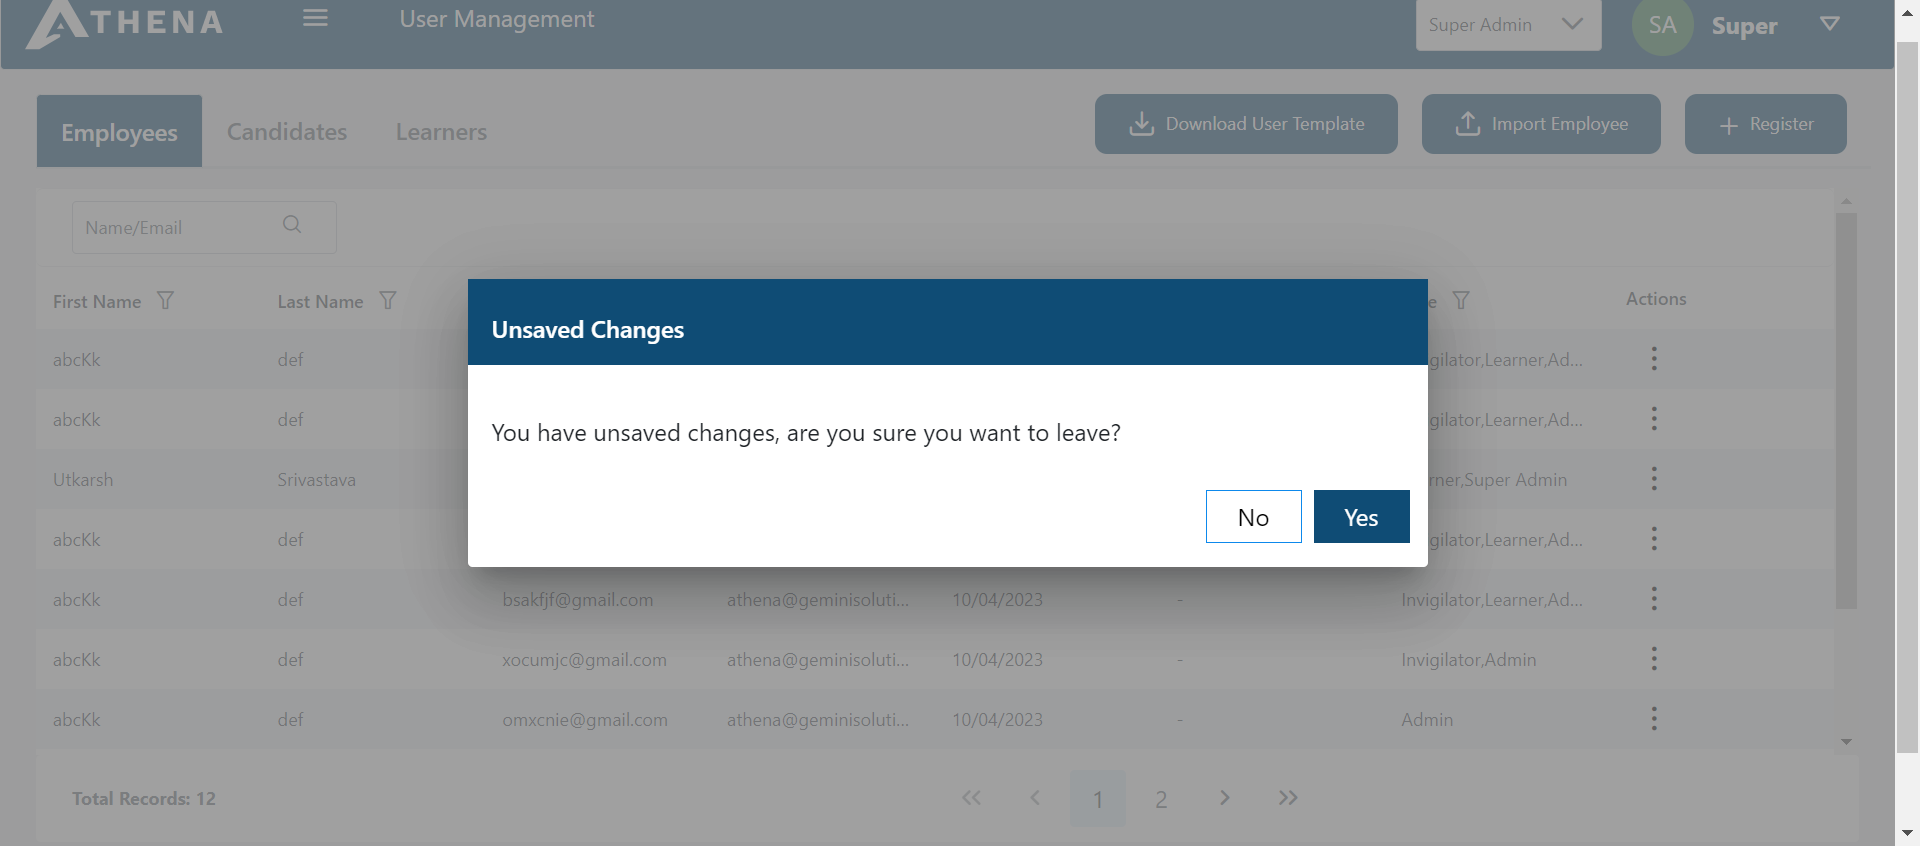 ATHENA
User Management
Super Admin
SA
Super
Employees
Candidates
Learners
Download User Template
Import Employee
+ Register
Name/Email
First Name
Last Name
e
Actions
Unsaved Changes
You have unsaved changes, are you sure you want to leave?
No
Yes
abcKk def gilator,Learner,Ad...
abcKk def gilator,Learner,Ad...
Utkarsh Srivastava rner,Super Admin
abcKk def gilator,Learner,Ad...
abcKk def bsakfjf@gmail.com athena@geminisoluti... 10/04/2023 - Invigilator,Learner,Ad...
abcKk def xocumjc@gmail.com athena@geminisoluti... 10/04/2023 - Invigilator,Admin
abcKk def omxcnie@gmail.com athena@geminisoluti... 10/04/2023 - Admin
Total Records: 12
1
2